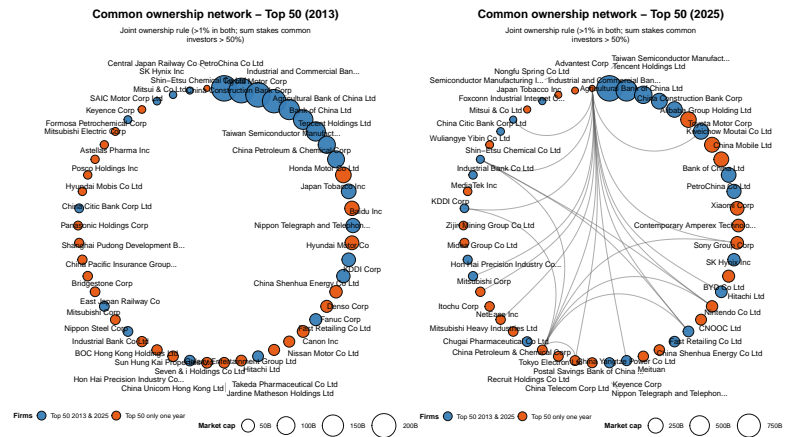 Common ownership network – Top 50 (2013)
Joint ownership rule (>1% in both; sum stakes common
investors > 50%)
Central Japan Railway Co
PetroChina Co Ltd
SK Hynix Inc
Industrial and Commercial Ban...
Shin−Etsu Chemical Co Ltd
Toyota Motor Corp
Mitsui & Co Ltd
China Construction Bank Corp
SAIC Motor Corp Ltd
Agricultural Bank of China Ltd
Keyence Corp
Bank of China Ltd
Formosa Petrochemical Corp
Tencent Holdings Ltd
Mitsubishi Electric Corp
Taiwan Semiconductor Manufact...
Astellas Pharma Inc
China Petroleum & Chemical Corp
Posco Holdings Inc
Honda Motor Co Ltd
Hyundai Mobis Co Ltd
Japan Tobacco Inc
China Citic Bank Corp Ltd
Baidu Inc
Panasonic Holdings Corp
Nippon Telegraph and Telephon...
Shanghai Pudong Development B...
Hyundai Motor Co
China Pacific Insurance Group...
KDDI Corp
Bridgestone Corp
China Shenhua Energy Co Ltd
East Japan Railway Co
Denso Corp
Mitsubishi Corp
Fanuc Corp
Nippon Steel Corp
Fast Retailing Co Ltd
Industrial Bank Co Ltd
Canon Inc
BOC Hong Kong Holdings Ltd
Nissan Motor Co Ltd
Sun Hung Kai Properties Ltd
Entertainment Group Ltd
Seven & i Holdings Co Ltd
Hitachi Ltd
Hon Hai Precision Industry Co...
Takeda Pharmaceutical Co Ltd
China Unicom Hong Kong Ltd
Jardine Matheson Holdings Ltd
Firms
Top 50 2013 & 2025
Top 50 only one year
Market cap
50B
100B
150B
200B
Common ownership network – Top 50 (2025)
Joint ownership rule (>1% in both; sum stakes common
investors > 50%)
Advantest Corp
Taiwan Semiconductor Manufact...
Nongfu Spring Co Ltd
Tencent Holdings Ltd
Semiconductor Manufacturing I...
Industrial and Commercial Ban...
Japan Tobacco Inc
Agricultural Bank of China Ltd
Foxconn Industrial Internet C...
China Construction Bank Corp
Mitsui & Co Ltd
Alibaba Group Holding Ltd
China Citic Bank Corp Ltd
Toyota Motor Corp
Wuliangye Yibin Co Ltd
Kweichow Moutai Co Ltd
Shin−Etsu Chemical Co Ltd
China Mobile Ltd
Industrial Bank Co Ltd
Bank of China Ltd
MediaTek Inc
PetroChina Co Ltd
KDDI Corp
Xiaomi Corp
Zijin Mining Group Co Ltd
Contemporary Amperex Technolo...
Midea Group Co Ltd
Sony Group Corp
Hon Hai Precision Industry Co...
SK Hynix Inc
Mitsubishi Corp
BYD Co Ltd
Itochu Corp
Hitachi Ltd
NetEase Inc
Nintendo Co Ltd
Mitsubishi Heavy Industries Ltd
CNOOC Ltd
Chugai Pharmaceutical Co Ltd
Fast Retailing Co Ltd
China Petroleum & Chemical Corp
China Shenhua Energy Co Ltd
Tokyo Electron Ltd
China Yangtze Power Co Ltd
Postal Savings Bank of China ...
Meituan
Recruit Holdings Co Ltd
Keyence Corp
China Telecom Corp Ltd
Nippon Telegraph and Telephon...
Firms
Top 50 2013 & 2025
Top 50 only one year
Market cap
250B
500B
750B